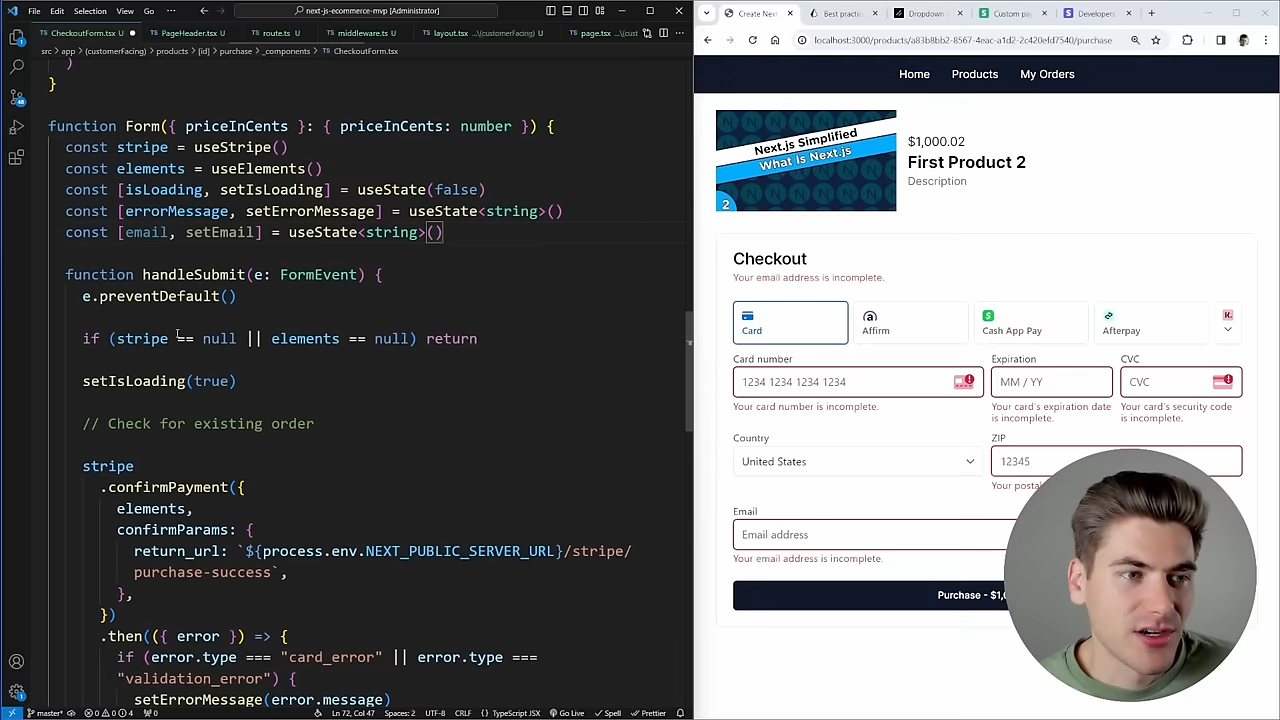 File Edit Selection View Go ··· next-js-ecommerce-mvp [Administrator]
CheckoutForm.tsx U PageHeader.tsx U route.ts U middleware.ts U layout.tsx ...\(customerFacing) U page.tsx ...\(cust
src > app > (customerFacing) > products > [id] > purchase > _components > CheckoutForm.tsx
)
}
function Form({ priceInCents }: { priceInCents: number }) {
const stripe = useStripe()
const elements = useElements()
const [isLoading, setIsLoading] = useState(false)
const [errorMessage, setErrorMessage] = useState<string>()
const [email, setEmail] = useState<string>()
function handleSubmit(e: FormEvent) {
e.preventDefault()
if (stripe == null || elements == null) return
setIsLoading(true)
// Check for existing order
stripe
.confirmPayment({
elements,
confirmParams: {
return_url: `${process.env.NEXT_PUBLIC_SERVER_URL}/stripe/
purchase-success`,
},
})
.then(({ error }) => {
if (error.type === "card_error" || error.type ===
"validation_error") {
setErrorMessage(error.message)
master* 0 0 4 0 Ln 72, Col 47 Spaces: 2 UTF-8 CRLF {} TypeScript JSX Go Live Spell Prettier
Create Next Best practic Dropdown Custom pay Developers
localhost:3000/products/a83b8bb2-8567-4eac-a1d2-2c420efd7540/purchase
Home Products My Orders
Next.js Simplified
What Is Next.js
2
$1,000.02
First Product 2
Description
Checkout
Your email address is incomplete.
Card
Affirm
Cash App Pay
Afterpay
K.
Card number
Expiration
CVC
1234 1234 1234 1234
MM / YY
CVC
Your card number is incomplete.
Your card's expiration date
is incomplete.
Your card's security code
is incomplete.
Country
ZIP
United States
12345
Your postal
Email
Email address
Your email address is incomplete.
Purchase - $1,0